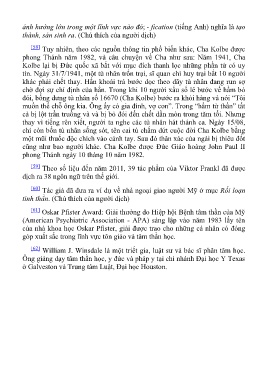 ảnh hưởng lớn trong một lĩnh vực nào đó; - fication (tiếng Anh) nghĩa là tạo
thành, sản sinh ra. (Chú thích của người dịch)
[58] Tuy nhiên, theo các nguồn thông tin phổ biến khác, Cha Kolbe được
phong Thánh năm 1982, và câu chuyện về Cha như sau: Năm 1941, Cha
Kolbe lại bị Đức quốc xã bắt với mục đích thanh lọc những phần tử có uy
tín. Ngày 31/7/1941, một tù nhân trốn trại, sĩ quan chỉ huy trại bắt 10 người
khác phải chết thay. Hắn khoái trá bước dọc theo dãy tù nhân đang run sợ
chờ đợi sự chỉ định của hắn. Trong khi 10 người xấu số lê bước về hầm bỏ
đói, bỗng dưng tù nhân số 16670 (Cha Kolbe) bước ra khỏi hàng và nói “Tôi
muốn thế chỗ ông kia. Ông ấy có gia đình, vợ con”. Trong “hầm tử thần” tất
cả bị lột trần truồng và và bị bỏ đói đến chết dần mòn trong tăm tối. Nhưng
thay vì tiếng rên xiết, người ta nghe các tù nhân hát thánh ca. Ngày 15/08,
chỉ còn bốn tù nhân sống sót, tên cai tù chấm dứt cuộc đời Cha Kolbe bằng
một mũi thuốc độc chích vào cánh tay. Sau đó thân xác của ngài bị thiêu đốt
cũng như bao người khác. Cha Kolbe được Đức Giáo hoàng John Paul II
phong Thánh ngày 10 tháng 10 năm 1982.
[59] Theo số liệu đến năm 2011, 39 tác phẩm của Viktor Frankl đã được
dịch ra 38 ngôn ngữ trên thế giới.
[60] Tác giả đã đưa ra ví dụ về nhà ngoại giao người Mỹ ở mục Rối loạn
tinh thần. (Chú thích của người dịch)
[61] Oskar Pfister Award: Giải thưởng do Hiệp hội Bệnh tâm thần của Mỹ
(American Psychiatric Association - APA) sáng lập vào năm 1983 lấy tên
của nhà khoa học Oskar Pfister, giải được trao cho những cá nhân có đóng
góp xuất sắc trong lĩnh vực tôn giáo và tâm thần học.
[62] William J. Winslade là một triết gia, luật sư và bác sĩ phân tâm học.
Ông giảng dạy tâm thần học, y đức và pháp y tại chi nhánh Đại học Y Texas
ở Galveston và Trung tâm Luật, Đại học Houston.